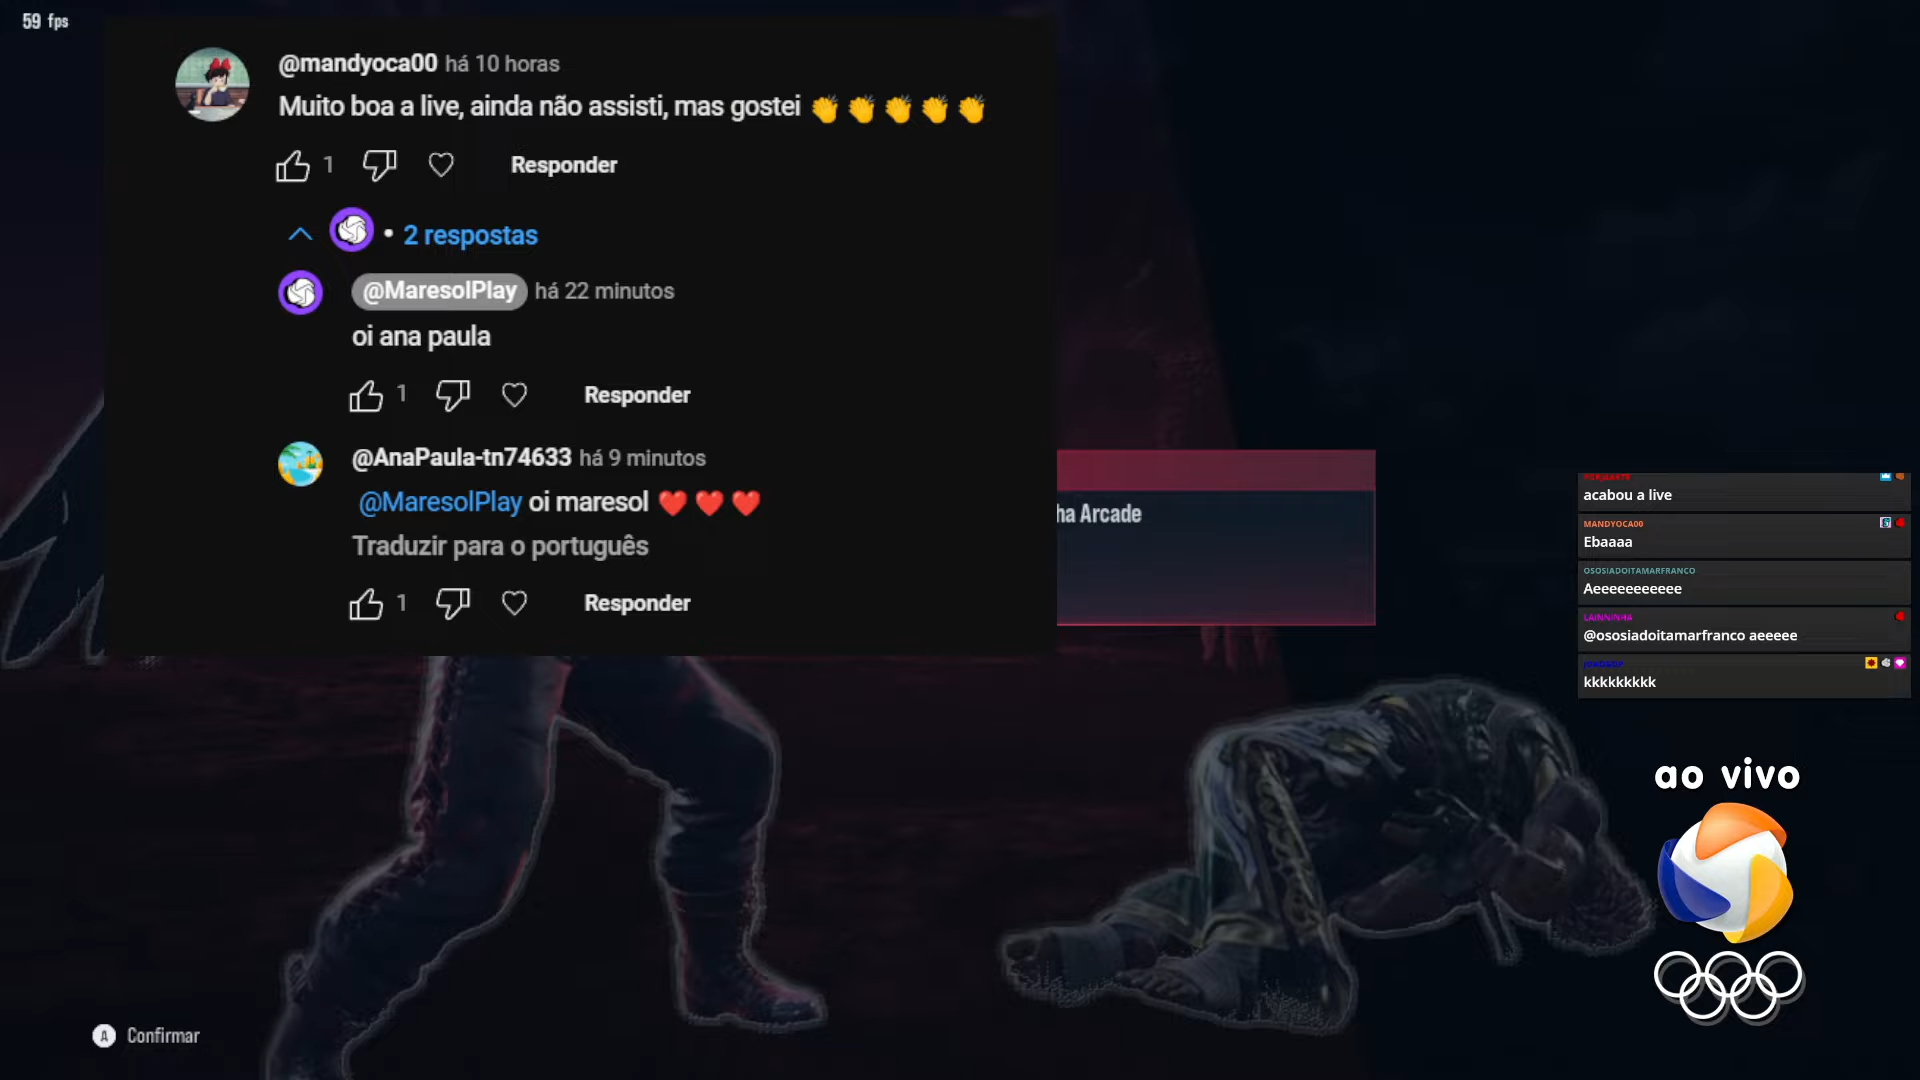 59 fps
@mandyoca00 há 10 horas
Muito boa a live, ainda não assisti, mas gostei 👏 👏 👏 👏 👏
1 Responder
• 2 respostas
@MaresolPlay há 22 minutos
oi ana paula
1 Responder
@AnaPaula-tn74633 há 9 minutos
@MaresolPlay oi maresol ❤️ ❤️ ❤️
Traduzir para o português
1 Responder
ha Arcade
acabou a live
MANDYOCA00
Ebaaaa
OSOSIADOITAMARFRANCO
Aeeeeeeeeeee
LAINNINHA
@ososiadoitamarfranco aeeeee
kkkkkkkkk
ao vivo
A Confirmar